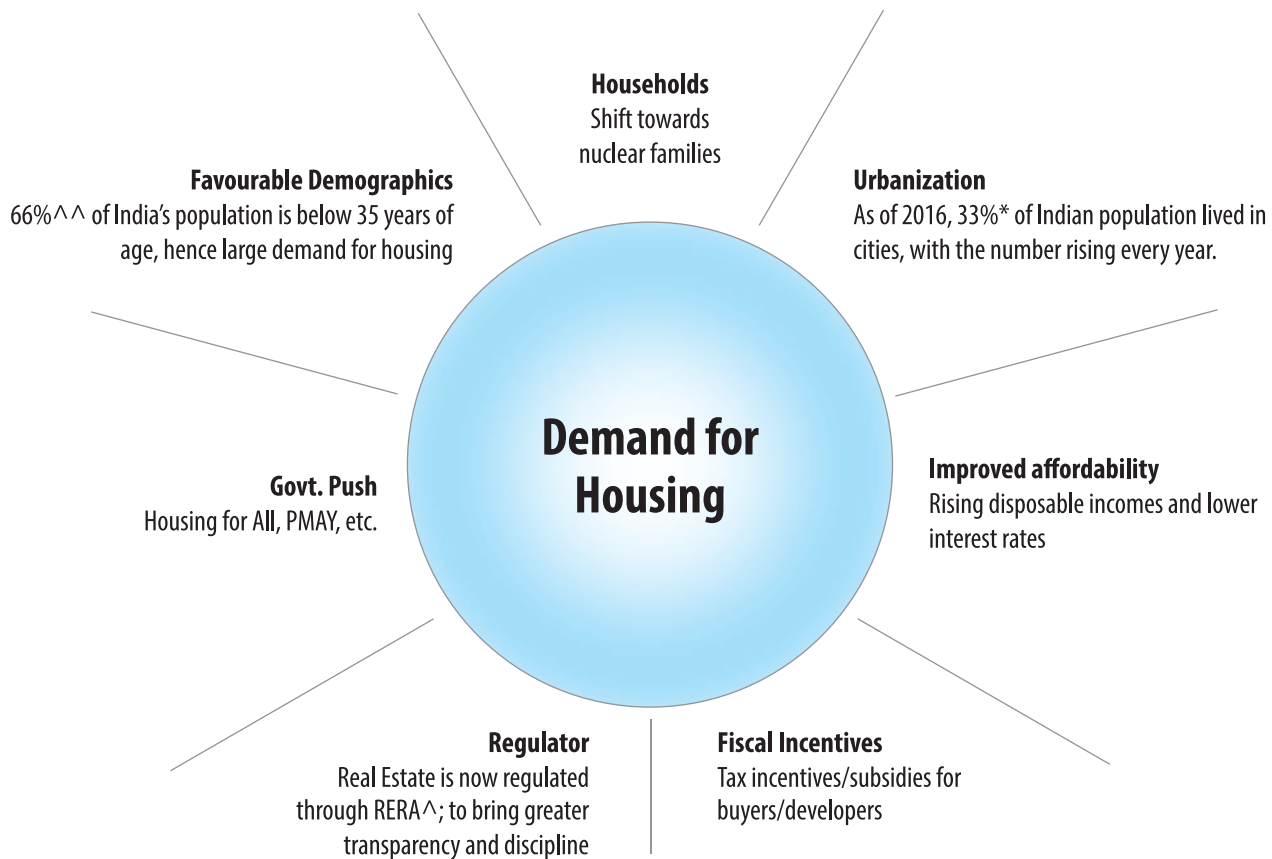 Households
Shift towards
nuclear families
Favourable Demographics
66%^^ of India's population is below 35 years of
age, hence large demand for housing
Urbanization
As of 2016, 33%* of Indian population lived in
cities, with the number rising every year.
Demand for
Housing
Govt. Push
Housing for All, PMAY, etc.
Improved affordability
Rising disposable incomes and lower
interest rates
Regulator
Real Estate is now regulated
through RERA^; to bring greater
transparency and discipline
Fiscal Incentives
Tax incentives/subsidies for
buyers/developers